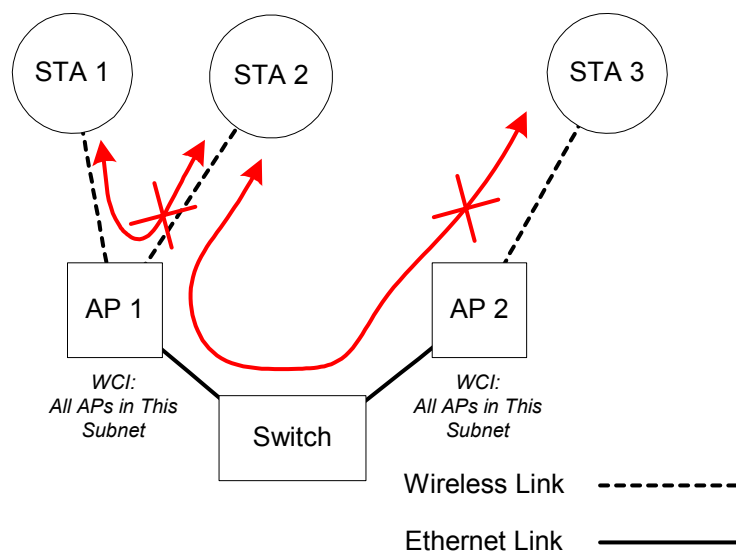 STA 1
STA 2
STA 3
AP 1
AP 2
WCI:
All APs in This
Subnet
WCI:
All APs in This
Subnet
Switch
Wireless Link
Ethernet Link